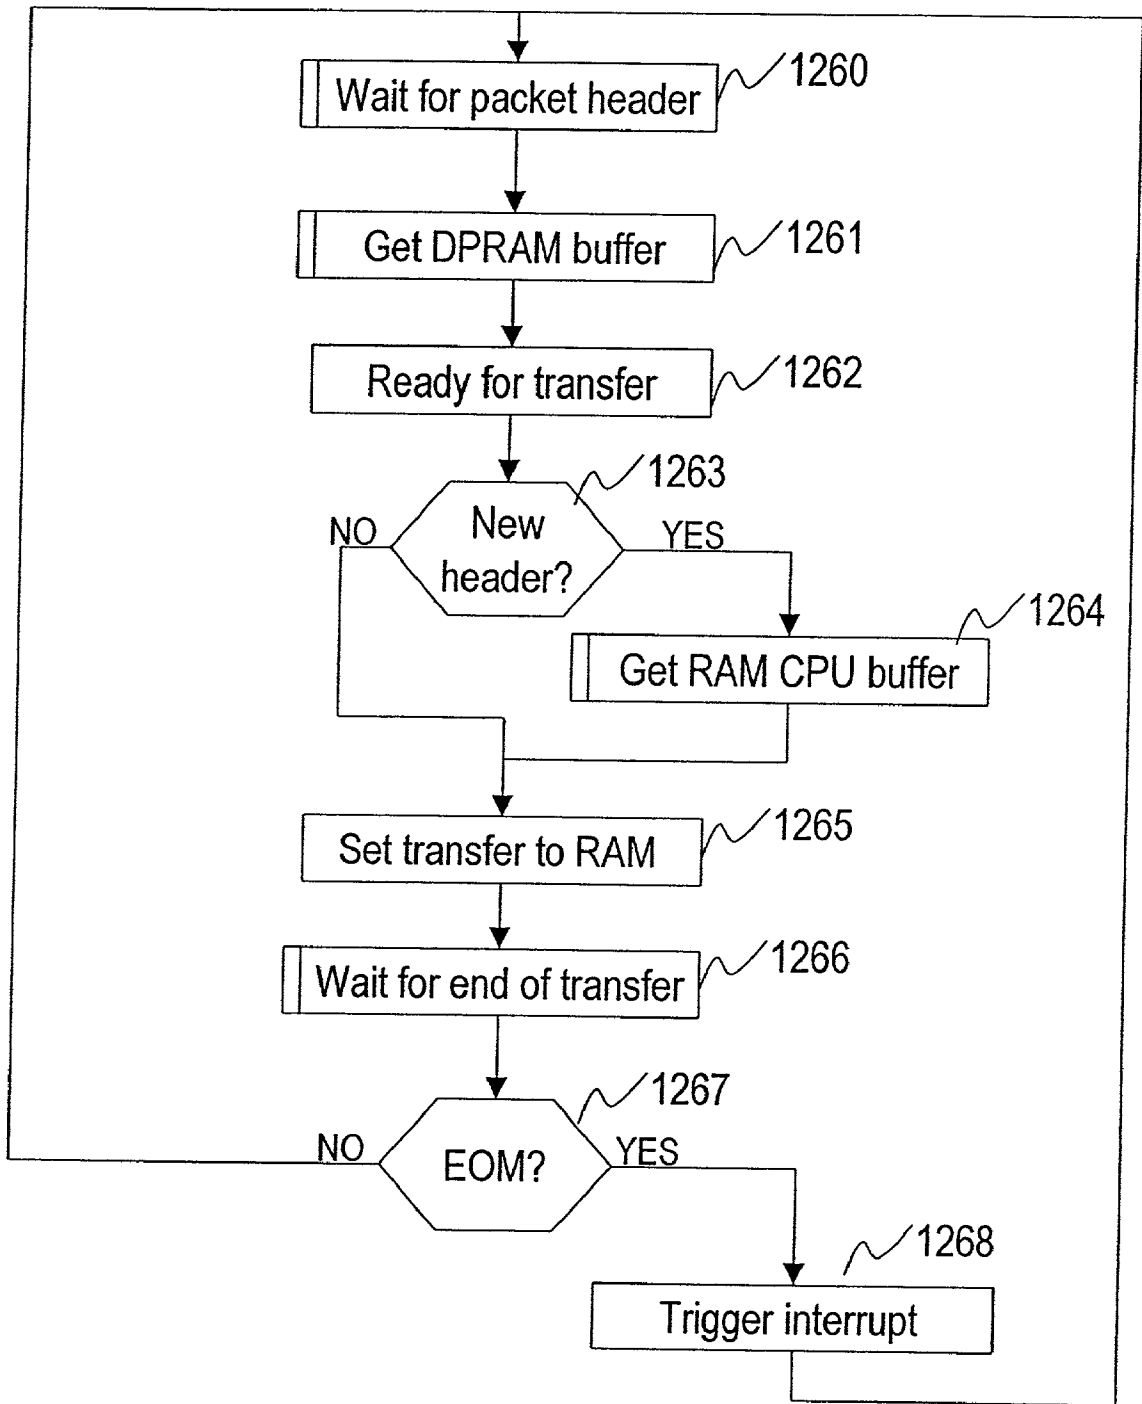 1260
Wait for packet header
1261
Get DPRAM buffer
1262
Ready for transfer
1263
New
header?
NO
YES
1264
Get RAM CPU buffer
1265
Set transfer to RAM
1266
Wait for end of transfer
1267
EOM?
NO
YES
1268
Trigger interrupt